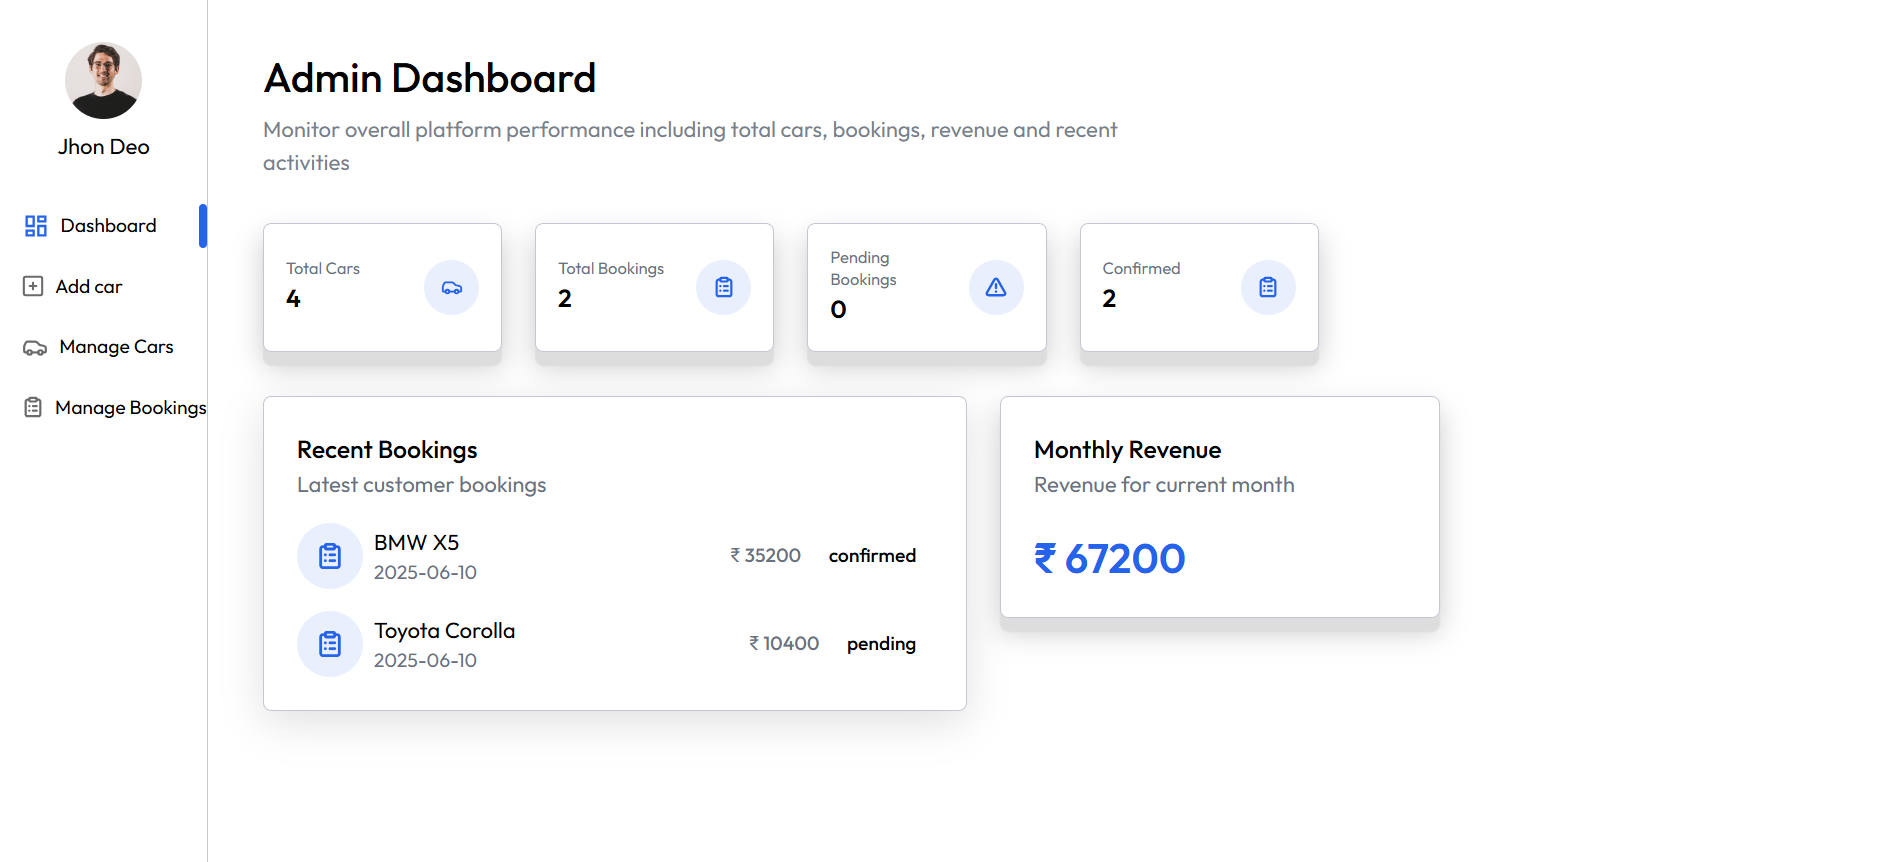 Jhon Deo
Dashboard
Add car
Manage Cars
Manage Bookings
Admin Dashboard
Monitor overall platform performance including total cars, bookings, revenue and recent
activities
Total Cars
4
Total Bookings
2
Pending
Bookings
0
Confirmed
2
Recent Bookings
Latest customer bookings
BMW X5
2025-06-10
₹ 35200 confirmed
Toyota Corolla
2025-06-10
₹ 10400 pending
Monthly Revenue
Revenue for current month
₹ 67200